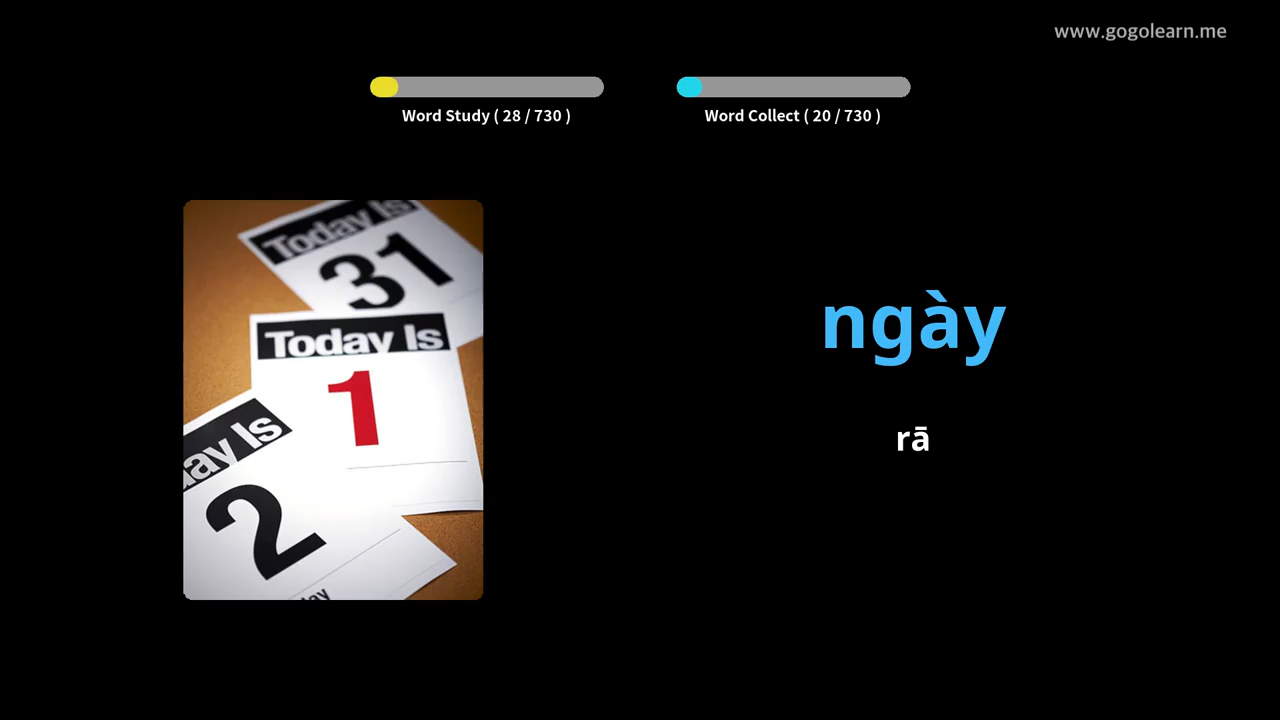 www.gogolearn.me
Word Study ( 28 / 730 )
Word Collect ( 20 / 730 )
Today Is
31
Today Is
1
ay Is
2
ngày
rā